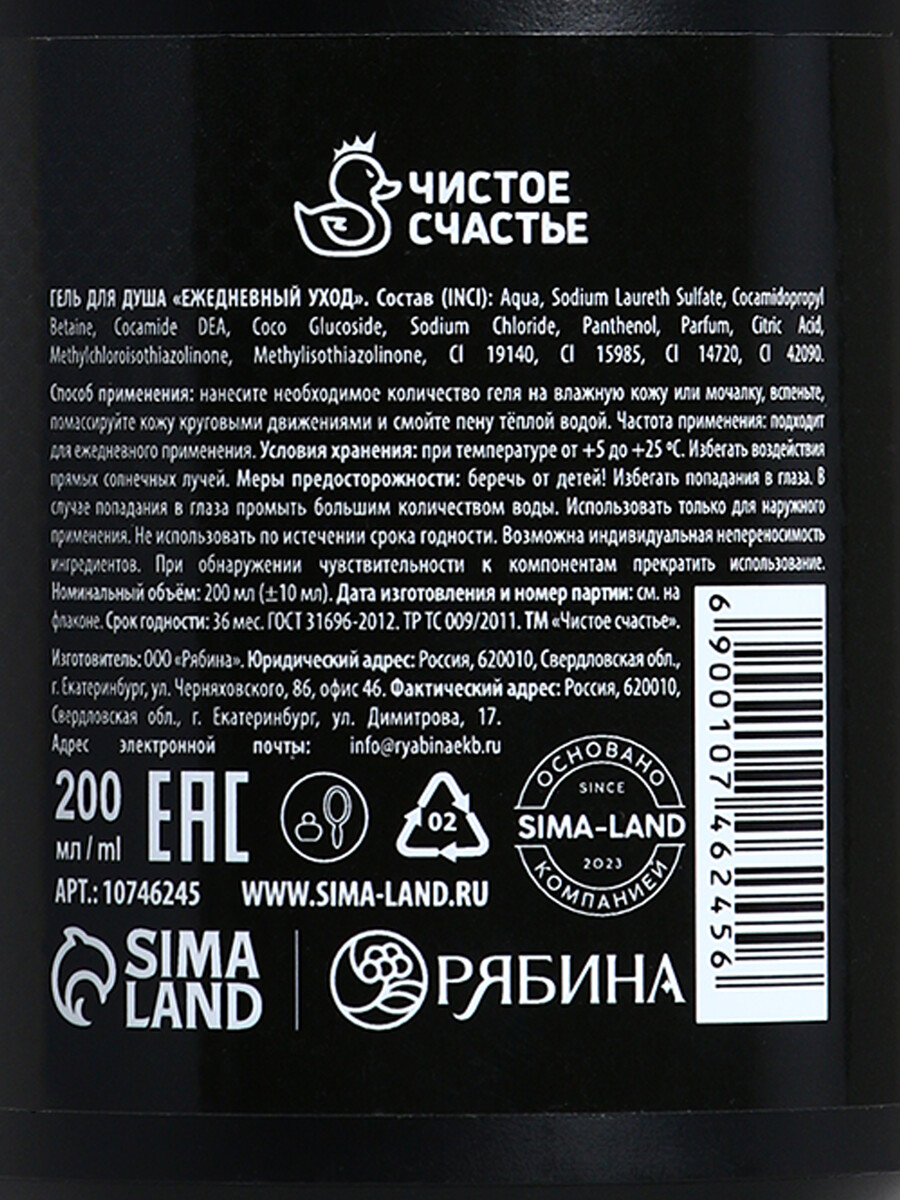 ЧИСТОЕ
СЧАСТЬЕ
ГЕЛЬ ДЛЯ ДУША «ЕЖЕДНЕВНЫЙ УХОД». Состав (INCI): Aqua, Sodium Laureth Sulfate, Cocamidopropyl
Betaine, Cocamide DEA, Coco Glucoside, Sodium Chloride, Panthenol, Parfum, Citric Acid,
Methylchloroisothiazolinone, Methylisothiazolinone, CI 19140, CI 15985, CI 14720, CI 42090.
Способ применения: нанесите необходимое количество геля на влажную кожу или мочалку, вспеньте,
помассируйте кожу круговыми движениями и смойте пену тёплой водой. Частота применения: подходит
для ежедневного применения. Условия хранения: при температуре от +5 до +25 ºC. Избегать воздействия
прямых солнечных лучей. Меры предосторожности: беречь от детей! Избегать попадания в глаза. В
случае попадания в глаза промыть большим количеством воды. Использовать только для наружного
применения. Не использовать по истечении срока годности. Возможна индивидуальная непереносимость
ингредиентов. При обнаружении чувствительности к компонентам прекратить использование.
Номинальный объём: 200 мл (±10 мл). Дата изготовления и номер партии: см. на
флаконе. Срок годности: 36 мес. ГОСТ 31696-2012. ТР ТС 009/2011. ТМ «Чистое счастье».
Изготовитель: ООО «Рябина». Юридический адрес: Россия, 620010, Свердловская обл.,
г. Екатеринбург, ул. Черняховского, 86, офис 46. Фактический адрес: Россия, 620010,
Свердловская обл., г. Екатеринбург, ул. Димитрова, 17.
Адрес электронной почты: info@ryabinaekb.ru
200
мл / ml
EAC
02
ОСНОВАНО
SINCE
SIMA-LAND
2023
КОМПАНИЕЙ
АРТ.: 10746245
WWW.SIMA-LAND.RU
SIMA
LAND
РЯБИНА
6 900107 462456